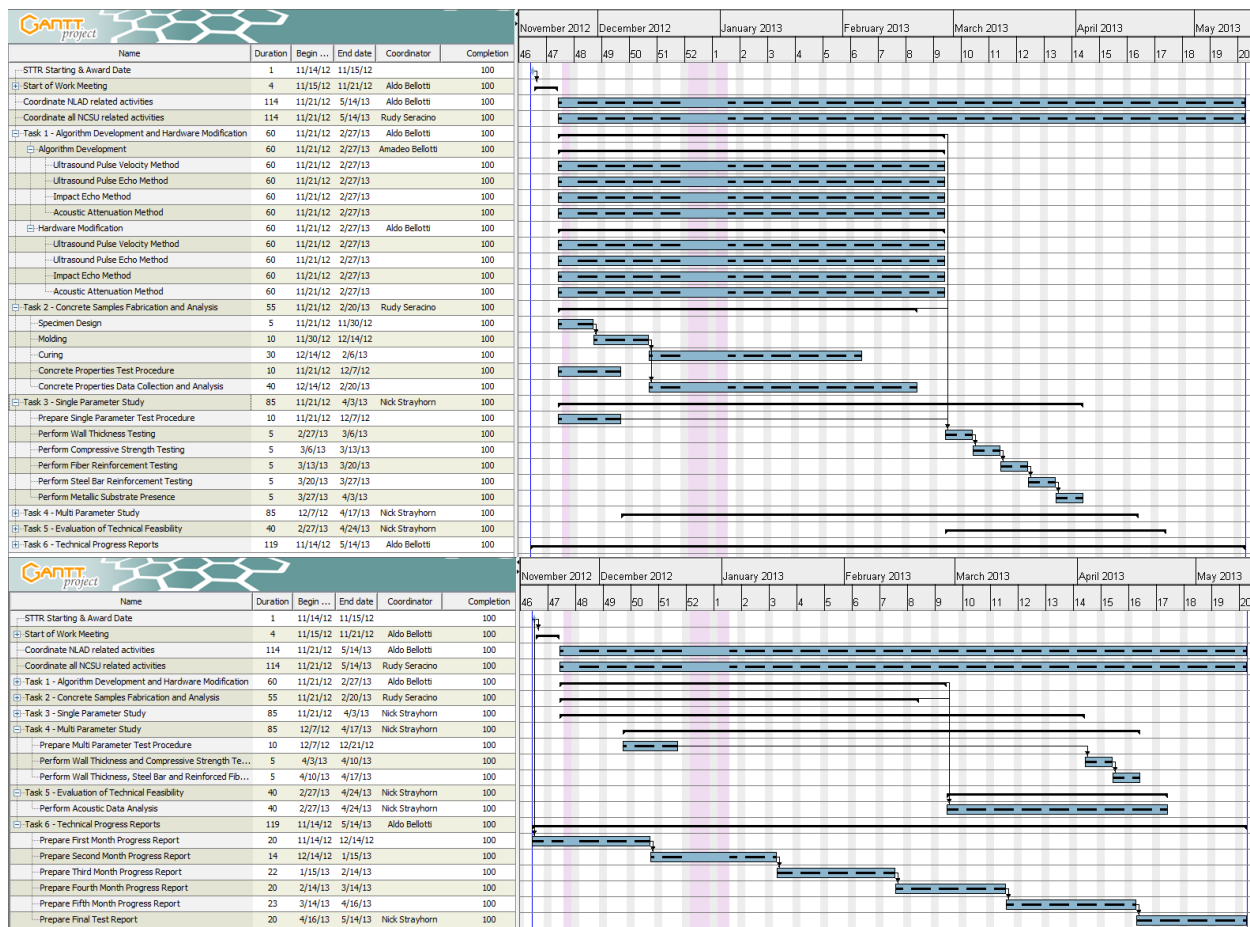 GANTT project
November 2012 December 2012 January 2013 February 2013 March 2013 April 2013 May 2013
Name Duration Begin ... End date Coordinator Completion 46 47 48 49 50 51 52 1 2 3 4 5 6 7 8 9 10 11 12 13 14 15 16 17 18 19 20
STTR Starting & Award Date 1 11/14/12 11/15/12 100
Start of Work Meeting 4 11/15/12 11/21/12 Aldo Bellotti 100
Coordinate NLAD related activities 114 11/21/12 5/14/13 Aldo Bellotti 100
Coordinate all NCSU related activities 114 11/21/12 5/14/13 Rudy Seracino 100
Task 1 - Algorithm Development and Hardware Modification 60 11/21/12 2/27/13 Aldo Bellotti 100
Algorithm Development 60 11/21/12 2/27/13 Amadeo Bellotti 100
Ultrasound Pulse Velocity Method 60 11/21/12 2/27/13 100
Ultrasound Pulse Echo Method 60 11/21/12 2/27/13 100
Impact Echo Method 60 11/21/12 2/27/13 100
Acoustic Attenuation Method 60 11/21/12 2/27/13 100
Hardware Modification 60 11/21/12 2/27/13 Aldo Bellotti 100
Ultrasound Pulse Velocity Method 60 11/21/12 2/27/13 100
Ultrasound Pulse Echo Method 60 11/21/12 2/27/13 100
Impact Echo Method 60 11/21/12 2/27/13 100
Acoustic Attenuation Method 60 11/21/12 2/27/13 100
Task 2 - Concrete Samples Fabrication and Analysis 55 11/21/12 2/20/13 Rudy Seracino 100
Specimen Design 5 11/21/12 11/30/12 100
Molding 10 11/30/12 12/14/12 100
Curing 30 12/14/12 2/6/13 100
Concrete Properties Test Procedure 10 11/21/12 12/7/12 100
Concrete Properties Data Collection and Analysis 40 12/14/12 2/20/13 100
Task 3 - Single Parameter Study 85 11/21/12 4/3/13 Nick Strayhorn 100
Prepare Single Parameter Test Procedure 10 11/21/12 12/7/12 100
Perform Wall Thickness Testing 5 2/27/13 3/6/13 100
Perform Compressive Strength Testing 5 3/6/13 3/13/13 100
Perform Fiber Reinforcement Testing 5 3/13/13 3/20/13 100
Perform Steel Bar Reinforcement Testing 5 3/20/13 3/27/13 100
Perform Metallic Substrate Presence 5 3/27/13 4/3/13 100
Task 4 - Multi Parameter Study 85 12/7/12 4/17/13 Nick Strayhorn 100
Task 5 - Evaluation of Technical Feasibility 40 2/27/13 4/24/13 Nick Strayhorn 100
Task 6 - Technical Progress Reports 119 11/14/12 5/14/13 Aldo Bellotti 100
GANTT project
November 2012 December 2012 January 2013 February 2013 March 2013 April 2013 May 2013
Name Duration Begin ... End date Coordinator Completion 46 47 48 49 50 51 52 1 2 3 4 5 6 7 8 9 10 11 12 13 14 15 16 17 18 19 20
STTR Starting & Award Date 1 11/14/12 11/15/12 100
Start of Work Meeting 4 11/15/12 11/21/12 Aldo Bellotti 100
Coordinate NLAD related activities 114 11/21/12 5/14/13 Aldo Bellotti 100
Coordinate all NCSU related activities 114 11/21/12 5/14/13 Rudy Seracino 100
Task 1 - Algorithm Development and Hardware Modification 60 11/21/12 2/27/13 Aldo Bellotti 100
Task 2 - Concrete Samples Fabrication and Analysis 55 11/21/12 2/20/13 Rudy Seracino 100
Task 3 - Single Parameter Study 85 11/21/12 4/3/13 Nick Strayhorn 100
Task 4 - Multi Parameter Study 85 12/7/12 4/17/13 Nick Strayhorn 100
Prepare Multi Parameter Test Procedure 10 12/7/12 12/21/12 100
Perform Wall Thickness and Compressive Strength Te... 5 4/3/13 4/10/13 100
Perform Wall Thickness, Steel Bar and Reinforced Fib... 5 4/10/13 4/17/13 100
Task 5 - Evaluation of Technical Feasibility 40 2/27/13 4/24/13 Nick Strayhorn 100
Perform Acoustic Data Analysis 40 2/27/13 4/24/13 Nick Strayhorn 100
Task 6 - Technical Progress Reports 119 11/14/12 5/14/13 Aldo Bellotti 100
Prepare First Month Progress Report 20 11/14/12 12/14/12 100
Prepare Second Month Progress Report 14 12/14/12 1/15/13 100
Prepare Third Month Progress Report 22 1/15/13 2/14/13 100
Prepare Fourth Month Progress Report 20 2/14/13 3/14/13 100
Prepare Fifth Month Progress Report 23 3/14/13 4/16/13 100
Prepare Final Test Report 20 4/16/13 5/14/13 Nick Strayhorn 100